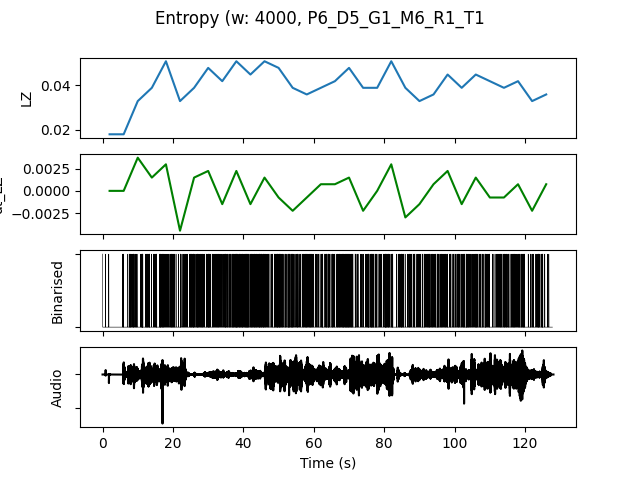 Entropy (w: 4000, P6_D5_G1_M6_R1_T1
LZ
0.04
0.02
0.0025
0.0000
−0.0025
Binarised
Audio
0 20 40 60 80 100 120
Time (s)